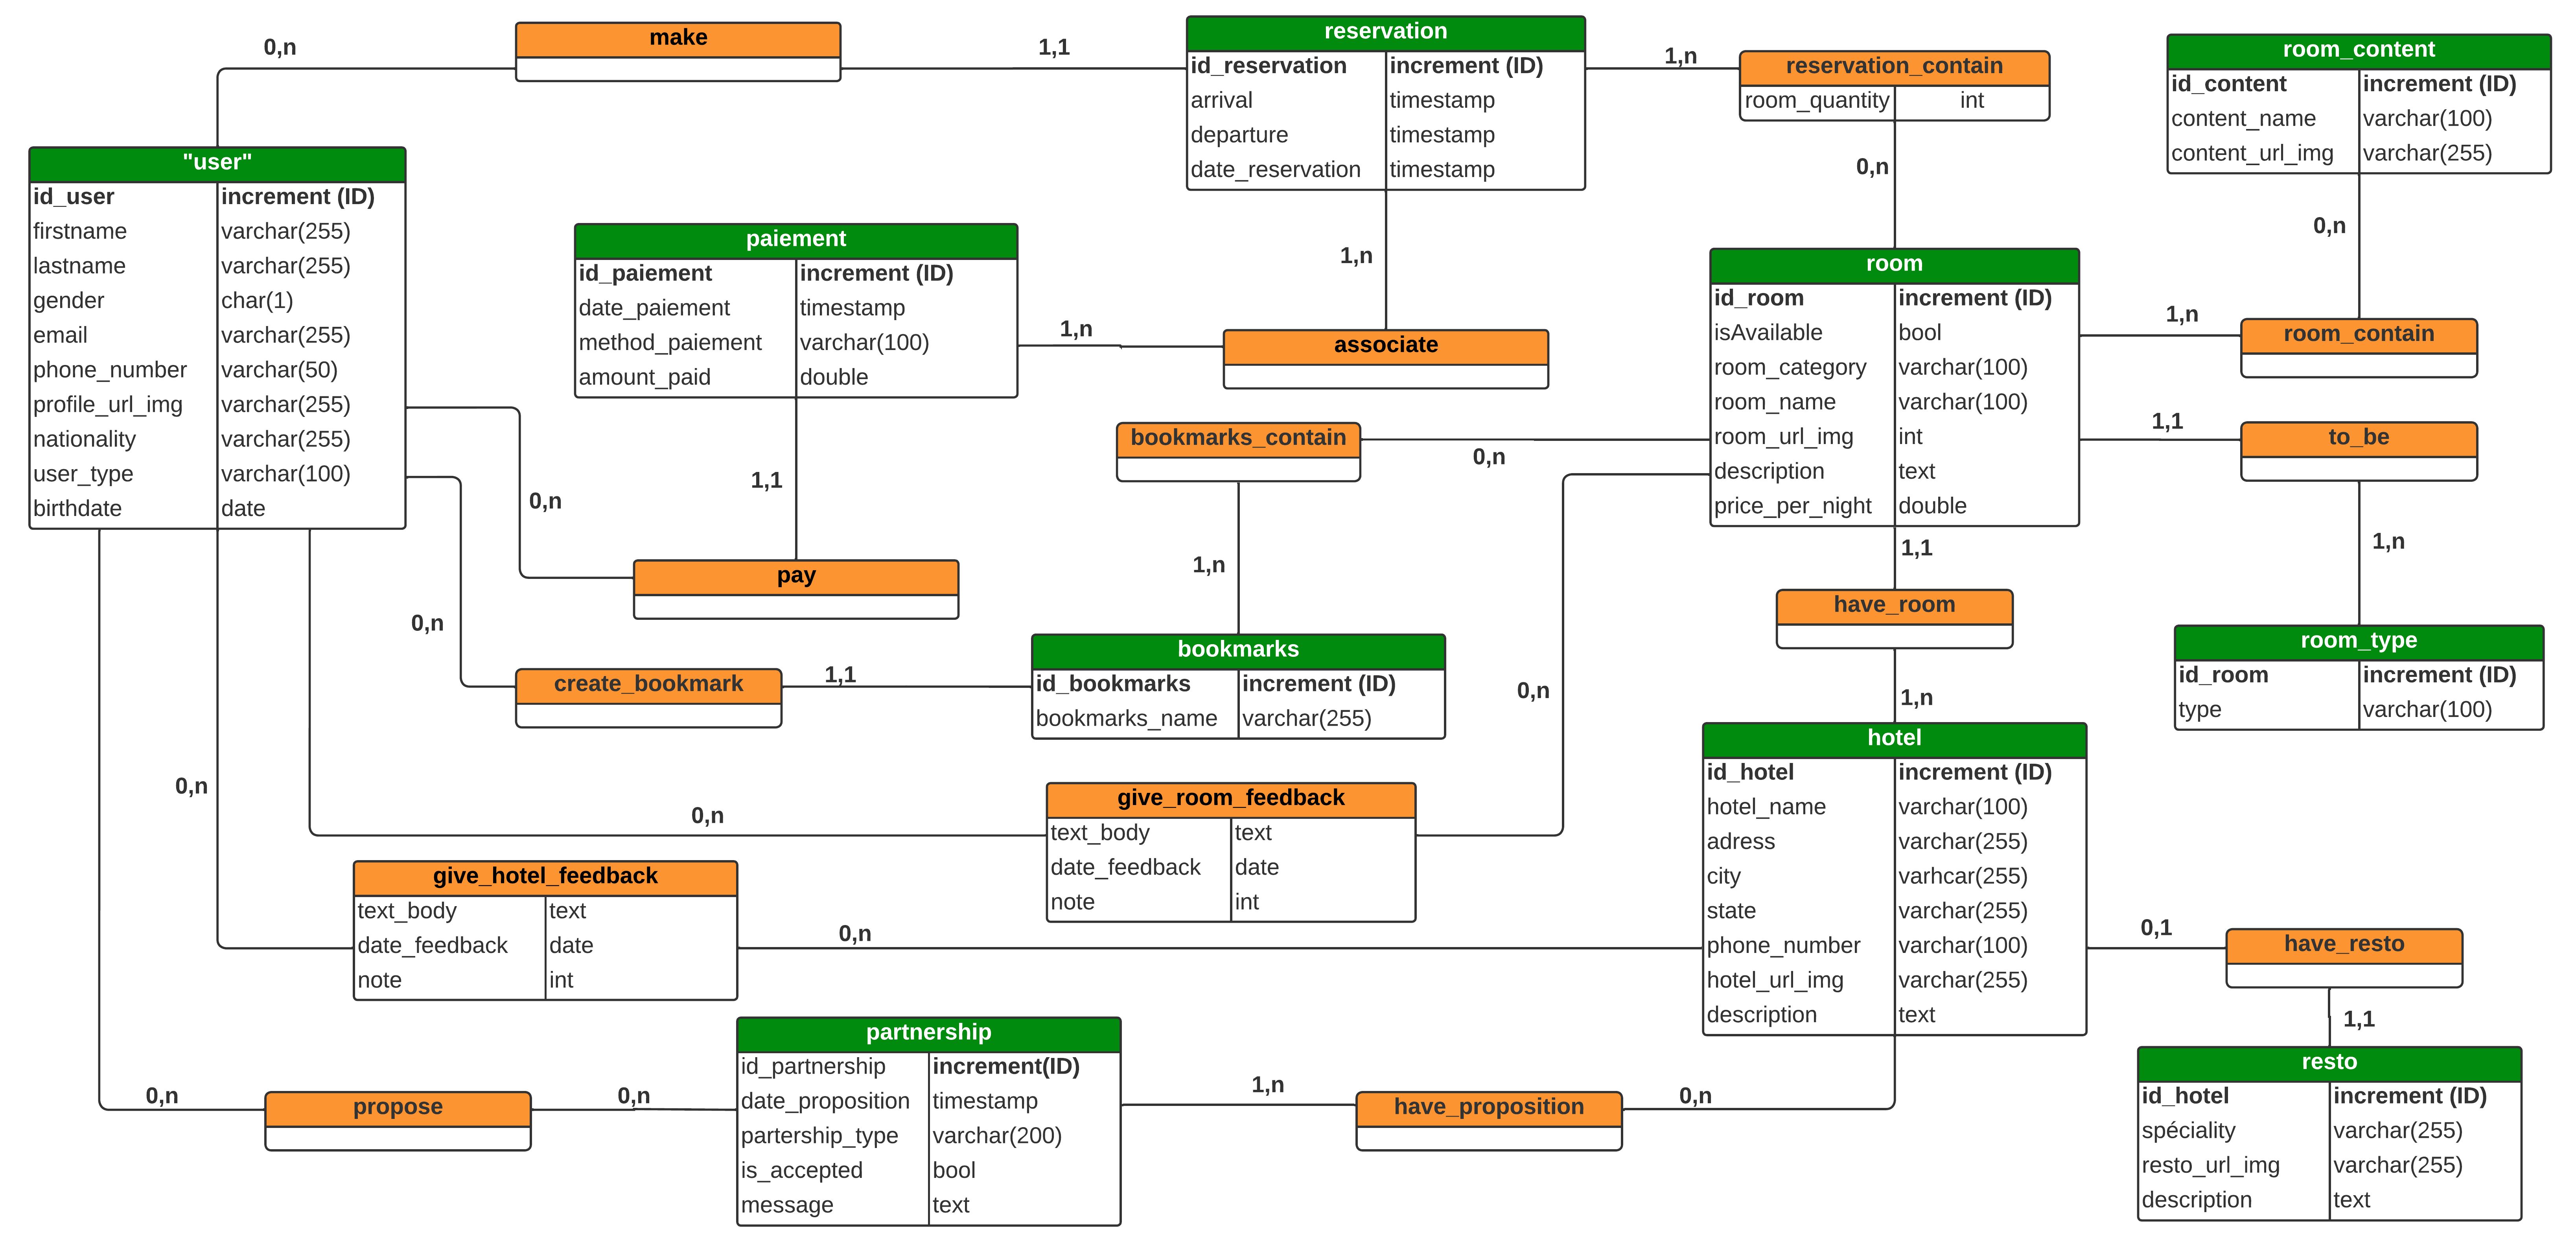 make
0,n
1,1
reservation
id_reservation increment (ID)
arrival timestamp
departure timestamp
date_reservation timestamp
1,n
reservation_contain
room_quantity int
0,n
room_content
id_content increment (ID)
content_name varchar(100)
content_url_img varchar(255)
0,n
"user"
id_user increment (ID)
firstname varchar(255)
lastname varchar(255)
gender char(1)
email varchar(255)
phone_number varchar(50)
profile_url_img varchar(255)
nationality varchar(255)
user_type varchar(100)
birthdate date
paiement
id_paiement increment (ID)
date_paiement timestamp
method_paiement varchar(100)
amount_paid double
1,n
1,n
associate
room
id_room increment (ID)
isAvailable bool
room_category varchar(100)
room_name varchar(100)
room_url_img int
description text
price_per_night double
1,n
room_contain
1,1
to_be
1,n
bookmarks_contain
0,n
1,n
1,1
0,n
pay
0,n
create_bookmark
1,1
bookmarks
id_bookmarks increment (ID)
bookmarks_name varchar(255)
1,1
have_room
1,n
0,n
room_type
id_room increment (ID)
type varchar(100)
hotel
id_hotel increment (ID)
hotel_name varchar(100)
adress varchar(255)
city varhcar(255)
state varchar(255)
phone_number varchar(100)
hotel_url_img varchar(255)
description text
0,n
0,n
give_room_feedback
text_body text
date_feedback date
note int
give_hotel_feedback
text_body text
date_feedback date
note int
0,n
0,1
have_resto
1,1
resto
id_hotel increment (ID)
spéciality varchar(255)
resto_url_img varchar(255)
description text
partnership
id_partnership increment(ID)
date_proposition timestamp
partership_type varchar(200)
is_accepted bool
message text
0,n
propose
0,n
1,n
have_proposition
0,n